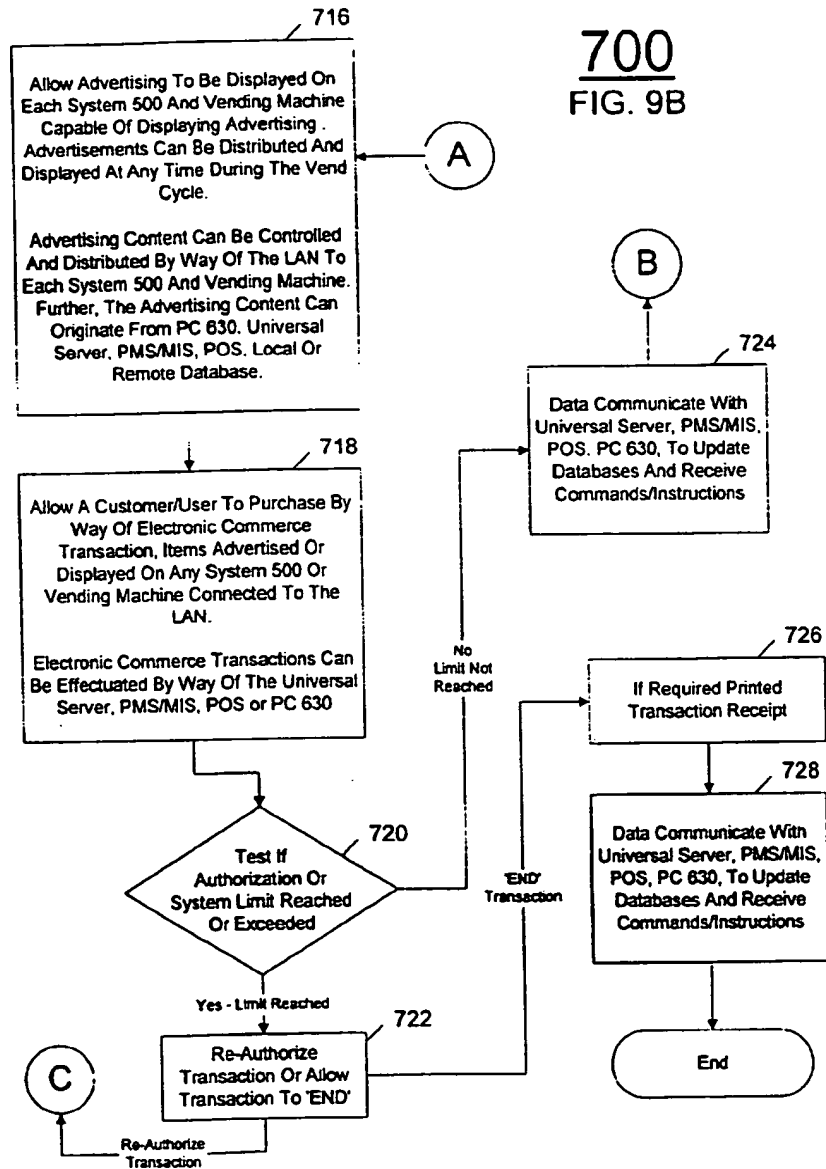 700
FIG. 9B
716
Allow Advertising To Be Displayed On
Each System 500 And Vending Machine
Capable Of Displaying Advertising .
Advertisements Can Be Distributed And
Displayed At Any Time During The Vend
Cycle.
Advertising Content Can Be Controlled
And Distributed By Way Of The LAN To
Each System 500 And Vending Machine.
Further, The Advertising Content Can
Originate From PC 630. Universal
Server, PMS/MIS, POS. Local Or
Remote Database.
A
B
718
Allow A Customer/User To Purchase By
Way Of Electronic Commerce
Transaction, Items Advertised Or
Displayed On Any System 500 Or
Vending Machine Connected To The
LAN.
Electronic Commerce Transactions Can
Be Effectuated By Way Of The Universal
Server, PMS/MIS, POS or PC 630
724
Data Communicate With
Universal Server, PMS/MIS,
POS. PC 630, To Update
Databases And Receive
Commands/Instructions
No
Limit Not
Reached
720
Test If
Authorization Or
System Limit Reached
Or Exceeded
Yes - Limit Reached
722
Re-Authorize
Transaction Or Allow
Transaction To 'END'
C
Re-Authorize
Transaction
'END'
Transaction
726
If Required Printed
Transaction Receipt
728
Data Communicate With
Universal Server, PMS/MIS,
POS, PC 630, To Update
Databases And Receive
Commands/Instructions
End